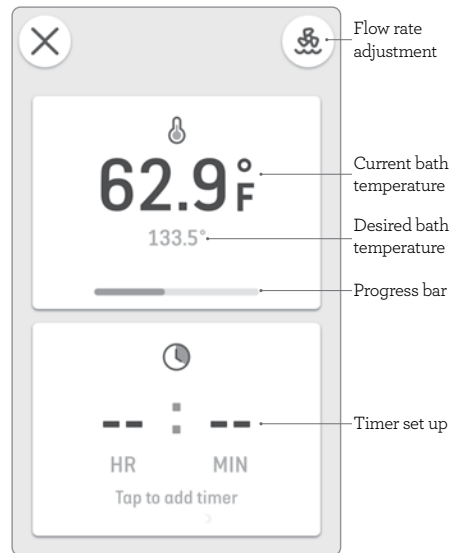 Flow rate
adjustment
62.9°F
Current bath
temperature
133.5°
Desired bath
temperature
Progress bar
-- : --
Timer set up
HR MIN
Tap to add timer